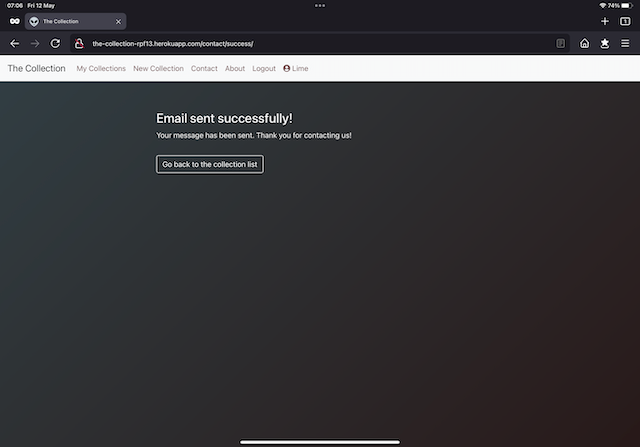 07:06 Fri 12 May
74%
The Collection
1
the-collection-rpf13.herokuapp.com/contact/success/
The Collection My Collections New Collection Contact About Logout Lime
Email sent successfully!
Your message has been sent. Thank you for contacting us!
Go back to the collection list